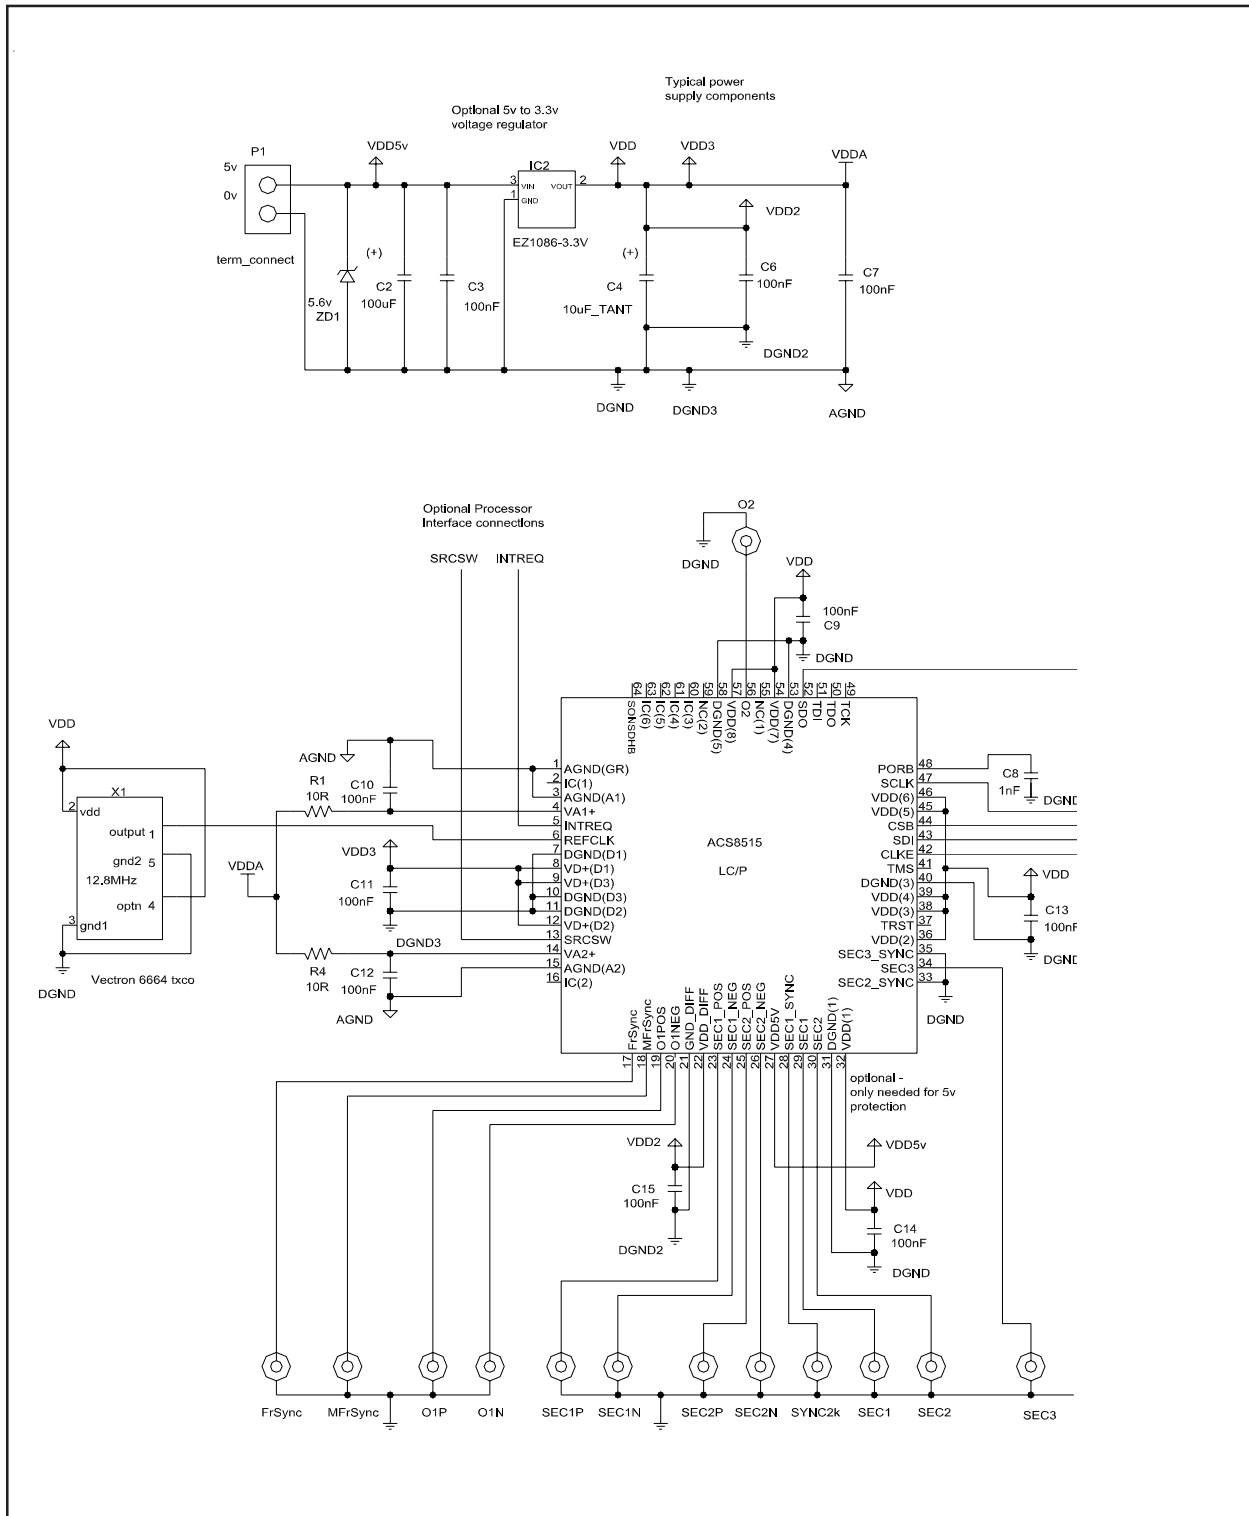 Typical power
supply components
Optional 5v to 3.3v
voltage regulator
P1
VDD5v
VDD
VDD3
VDDA
5v
0v
IC2
3
VIN
VOUT
2
1
GND
VDD2
EZ1086-3.3V
term_connect
(+)
(+)
5.6v
ZD1
C2
100uF
C3
100nF
C4
10uF_TANT
C6
100nF
C7
100nF
DGND2
DGND
DGND3
AGND
Optional Processor
Interface connections
SRCSW
INTREQ
O2
DGND
VDD
100nF
C9
DGND
64 63 62 61 60 59 58 57 56 55 54 53 52 51 50 49
SONSDHB
IC(6)
IC(5)
IC(4)
IC(3)
NC(2)
DGND(5)
VDD(8)
O2
NC(1)
VDD(7)
DGND(4)
SDO
TDI
TDO
TCK
VDD
X1
2
vdd
output
1
gnd2
5
12.8MHz
optn
4
3
gnd1
DGND
Vectron 6664 txco
AGND
R1
10R
C10
100nF
VDD3
VDDA
C11
100nF
DGND3
R4
10R
C12
100nF
AGND
1 AGND(GR)
2 IC(1)
3 AGND(A1)
4 VA1+
5 INTREQ
6 REFCLK
7 DGND(D1)
8 VD+(D1)
9 VD+(D3)
10 DGND(D3)
11 DGND(D2)
12 VD+(D2)
13 SRCSW
14 VA2+
15 AGND(A2)
16 IC(2)
ACS8515
LC/P
PORB 48
SCLK 47
VDD(6) 46
VDD(5) 45
CSB 44
SDI 43
CLKE 42
TMS 41
DGND(3) 40
VDD(4) 39
VDD(3) 38
TRST 37
VDD(2) 36
SEC3_SYNC 35
SEC3 34
SEC2_SYNC 33
C8
1nF
DGND
VDD
C13
100nF
DGND
DGND
FrSync
MFrSync
O1POS
O1NEG
GND_DIFF
VDD_DIFF
SEC1_POS
SEC1_NEG
SEC2_POS
SEC2_NEG
VDD5V
SEC1_SYNC
SEC1
SEC2
DGND(1)
VDD(1)
17 18 19 20 21 22 23 24 25 26 27 28 29 30 31 32
optional -
only needed for 5v
protection
VDD2
C15
100nF
DGND2
VDD5v
VDD
C14
100nF
DGND
FrSync
MFrSync
O1P
O1N
SEC1P
SEC1N
SEC2P
SEC2N
SYNC2k
SEC1
SEC2
SEC3